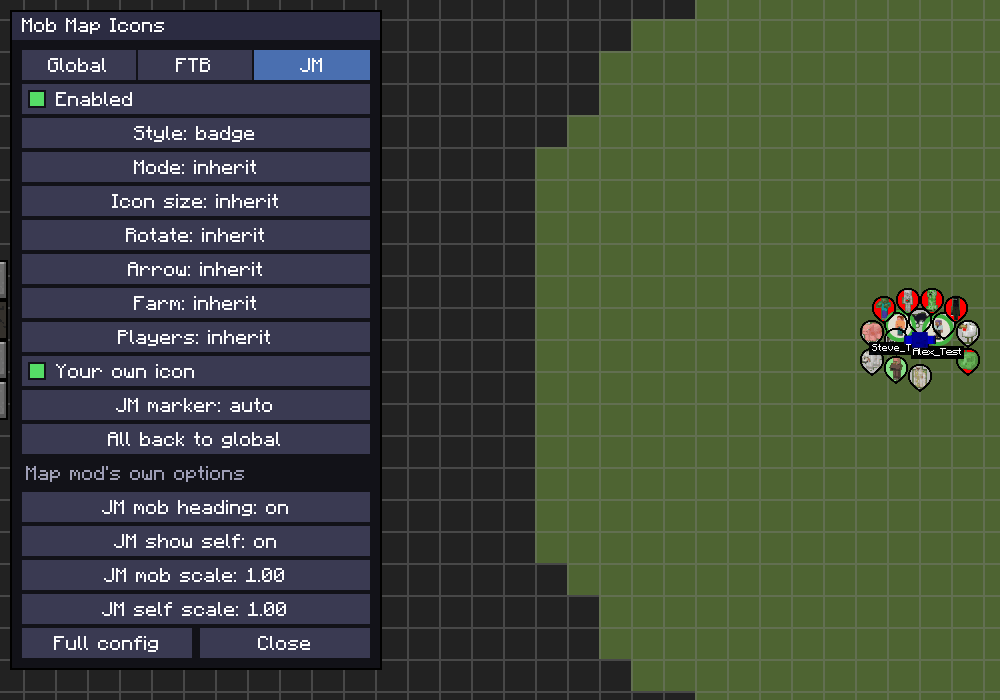 Mob Map Icons
Global FTB JM
Enabled
Style: badge
Mode: inherit
Icon size: inherit
Rotate: inherit
Arrow: inherit
Farm: inherit
Players: inherit
Your own icon
JM marker: auto
All back to global
Map mod's own options
JM mob heading: on
JM show self: on
JM mob scale: 1.00
JM self scale: 1.00
Full config Close
Steve_T
Alex_Test